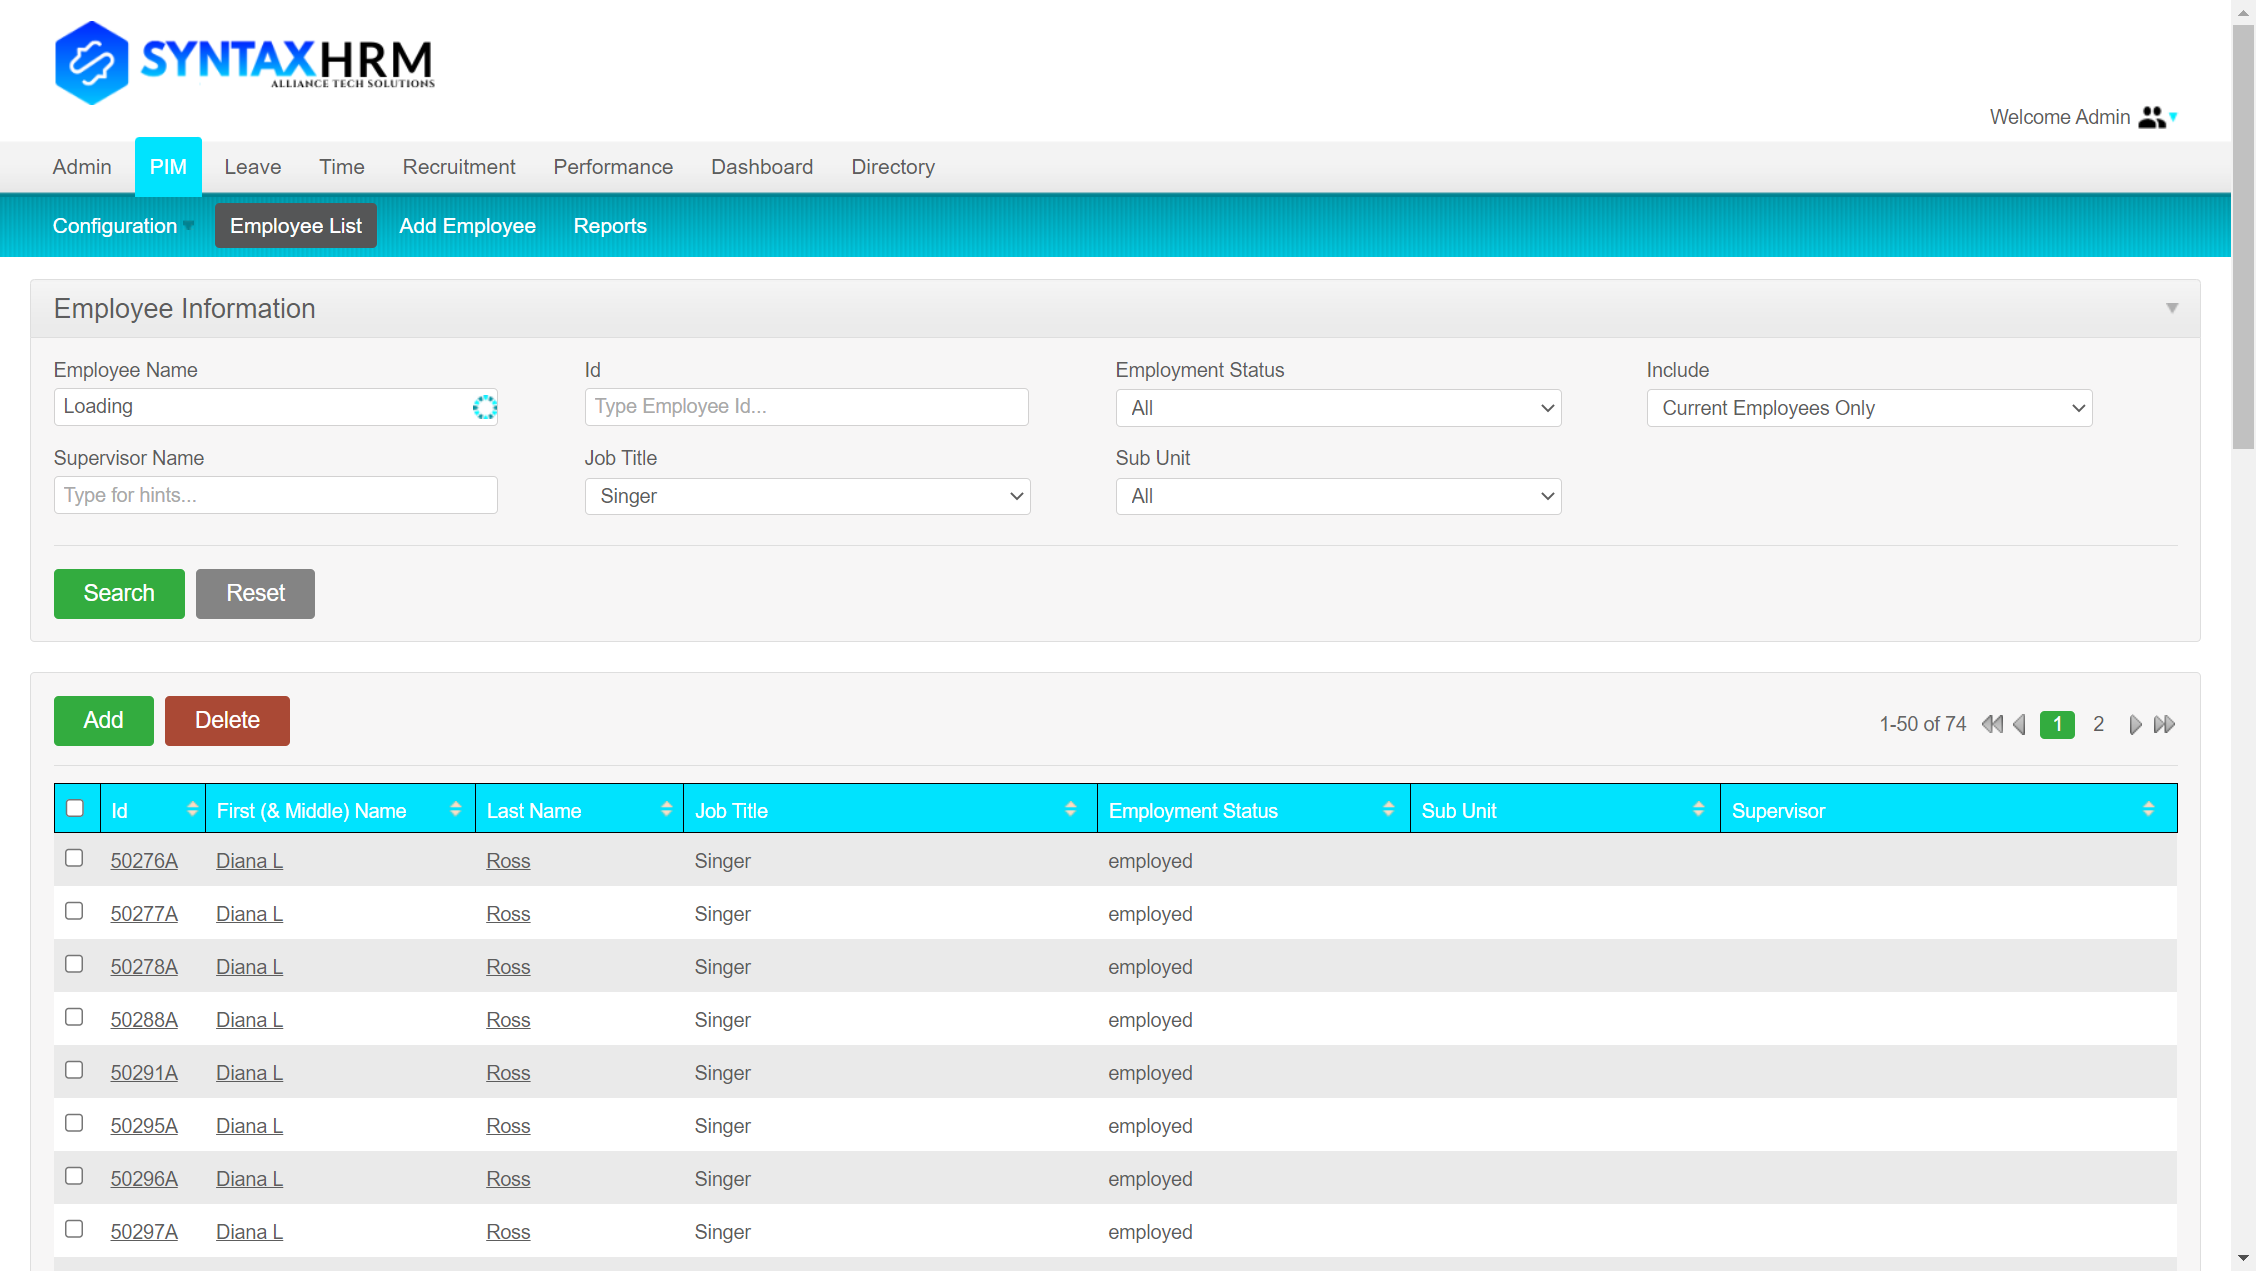 SYNTAXHRM
ALLIANCE TECH SOLUTIONS
Welcome Admin
Admin PIM Leave Time Recruitment Performance Dashboard Directory
Configuration Employee List Add Employee Reports
Employee Information
Employee Name Id Employment Status Include
Loading Type Employee Id... All Current Employees Only
Supervisor Name Job Title Sub Unit
Type for hints... Singer All
Search Reset
Add Delete 1-50 of 74 1 2
Id First (& Middle) Name Last Name Job Title Employment Status Sub Unit Supervisor
50276A Diana L Ross Singer employed
50277A Diana L Ross Singer employed
50278A Diana L Ross Singer employed
50288A Diana L Ross Singer employed
50291A Diana L Ross Singer employed
50295A Diana L Ross Singer employed
50296A Diana L Ross Singer employed
50297A Diana L Ross Singer employed